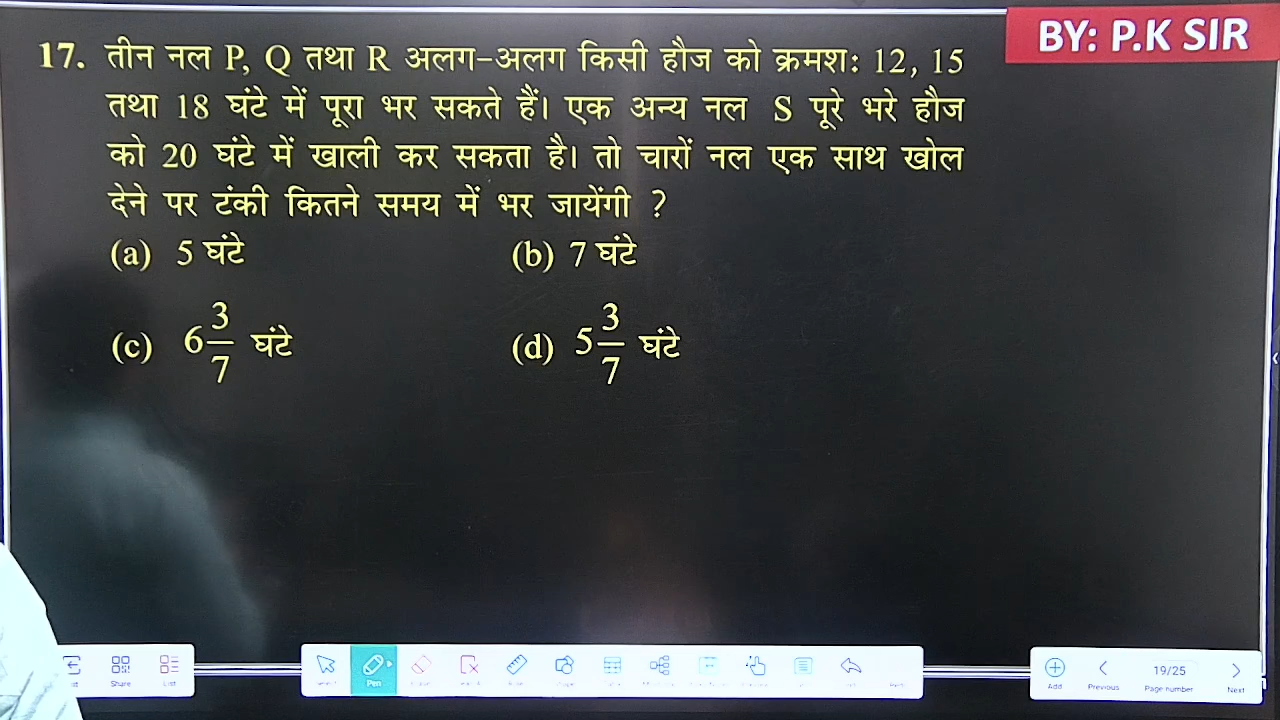 BY: P.K SIR
17. तीन नल P, Q तथा R अलग-अलग किसी हौज को क्रमश: 12, 15
तथा 18 घंटे में पूरा भर सकते हैं। एक अन्य नल S पूरे भरे हौज
को 20 घंटे में खाली कर सकता है। तो चारों नल एक साथ खोल
देने पर टंकी कितने समय में भर जायेंगी ?
(a) 5 घंटे (b) 7 घंटे
(c) 6 3/7 घंटे (d) 5 3/7 घंटे
Share List Pen Add Previous 19/25 Page number Next